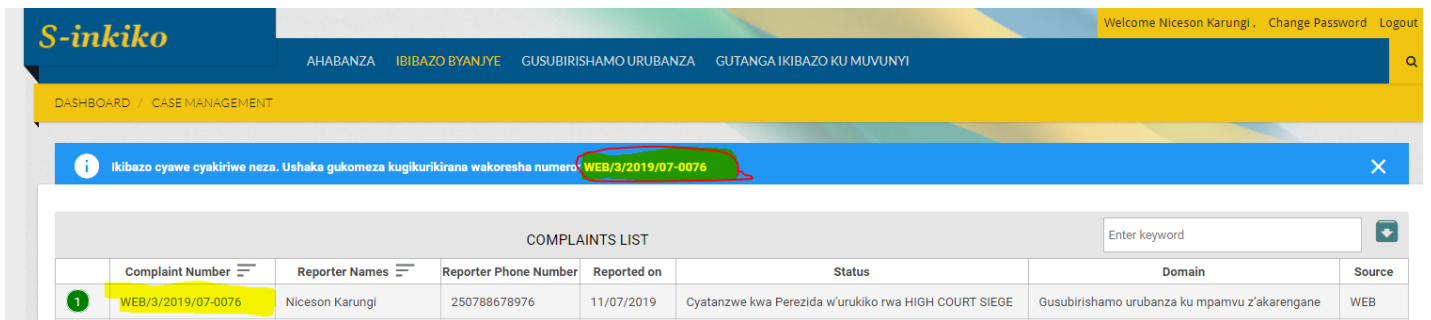 S-inkiko
Welcome Niceson Karungi , Change Password Logout
AHABANZA IBIBAZO BYANJYE GUSUBIRISHAMO URUBANZA GUTANGA IKIBAZO KU MUVUNYI
DASHBOARD / CASE MANAGEMENT
Ikibazo cyawe cyakiriwe neza. Ushaka gukomeza kugikurikirana wakoresha numero: WEB/3/2019/07-0076
COMPLAINTS LIST
Enter keyword
Complaint Number Reporter Names Reporter Phone Number Reported on Status Domain Source
1 WEB/3/2019/07-0076 Niceson Karungi 250788678976 11/07/2019 Cyatanzwe kwa Perezida w'urukiko rwa HIGH COURT SIEGE Gusubirishamo urubanza ku mpamvu z'akarengane WEB